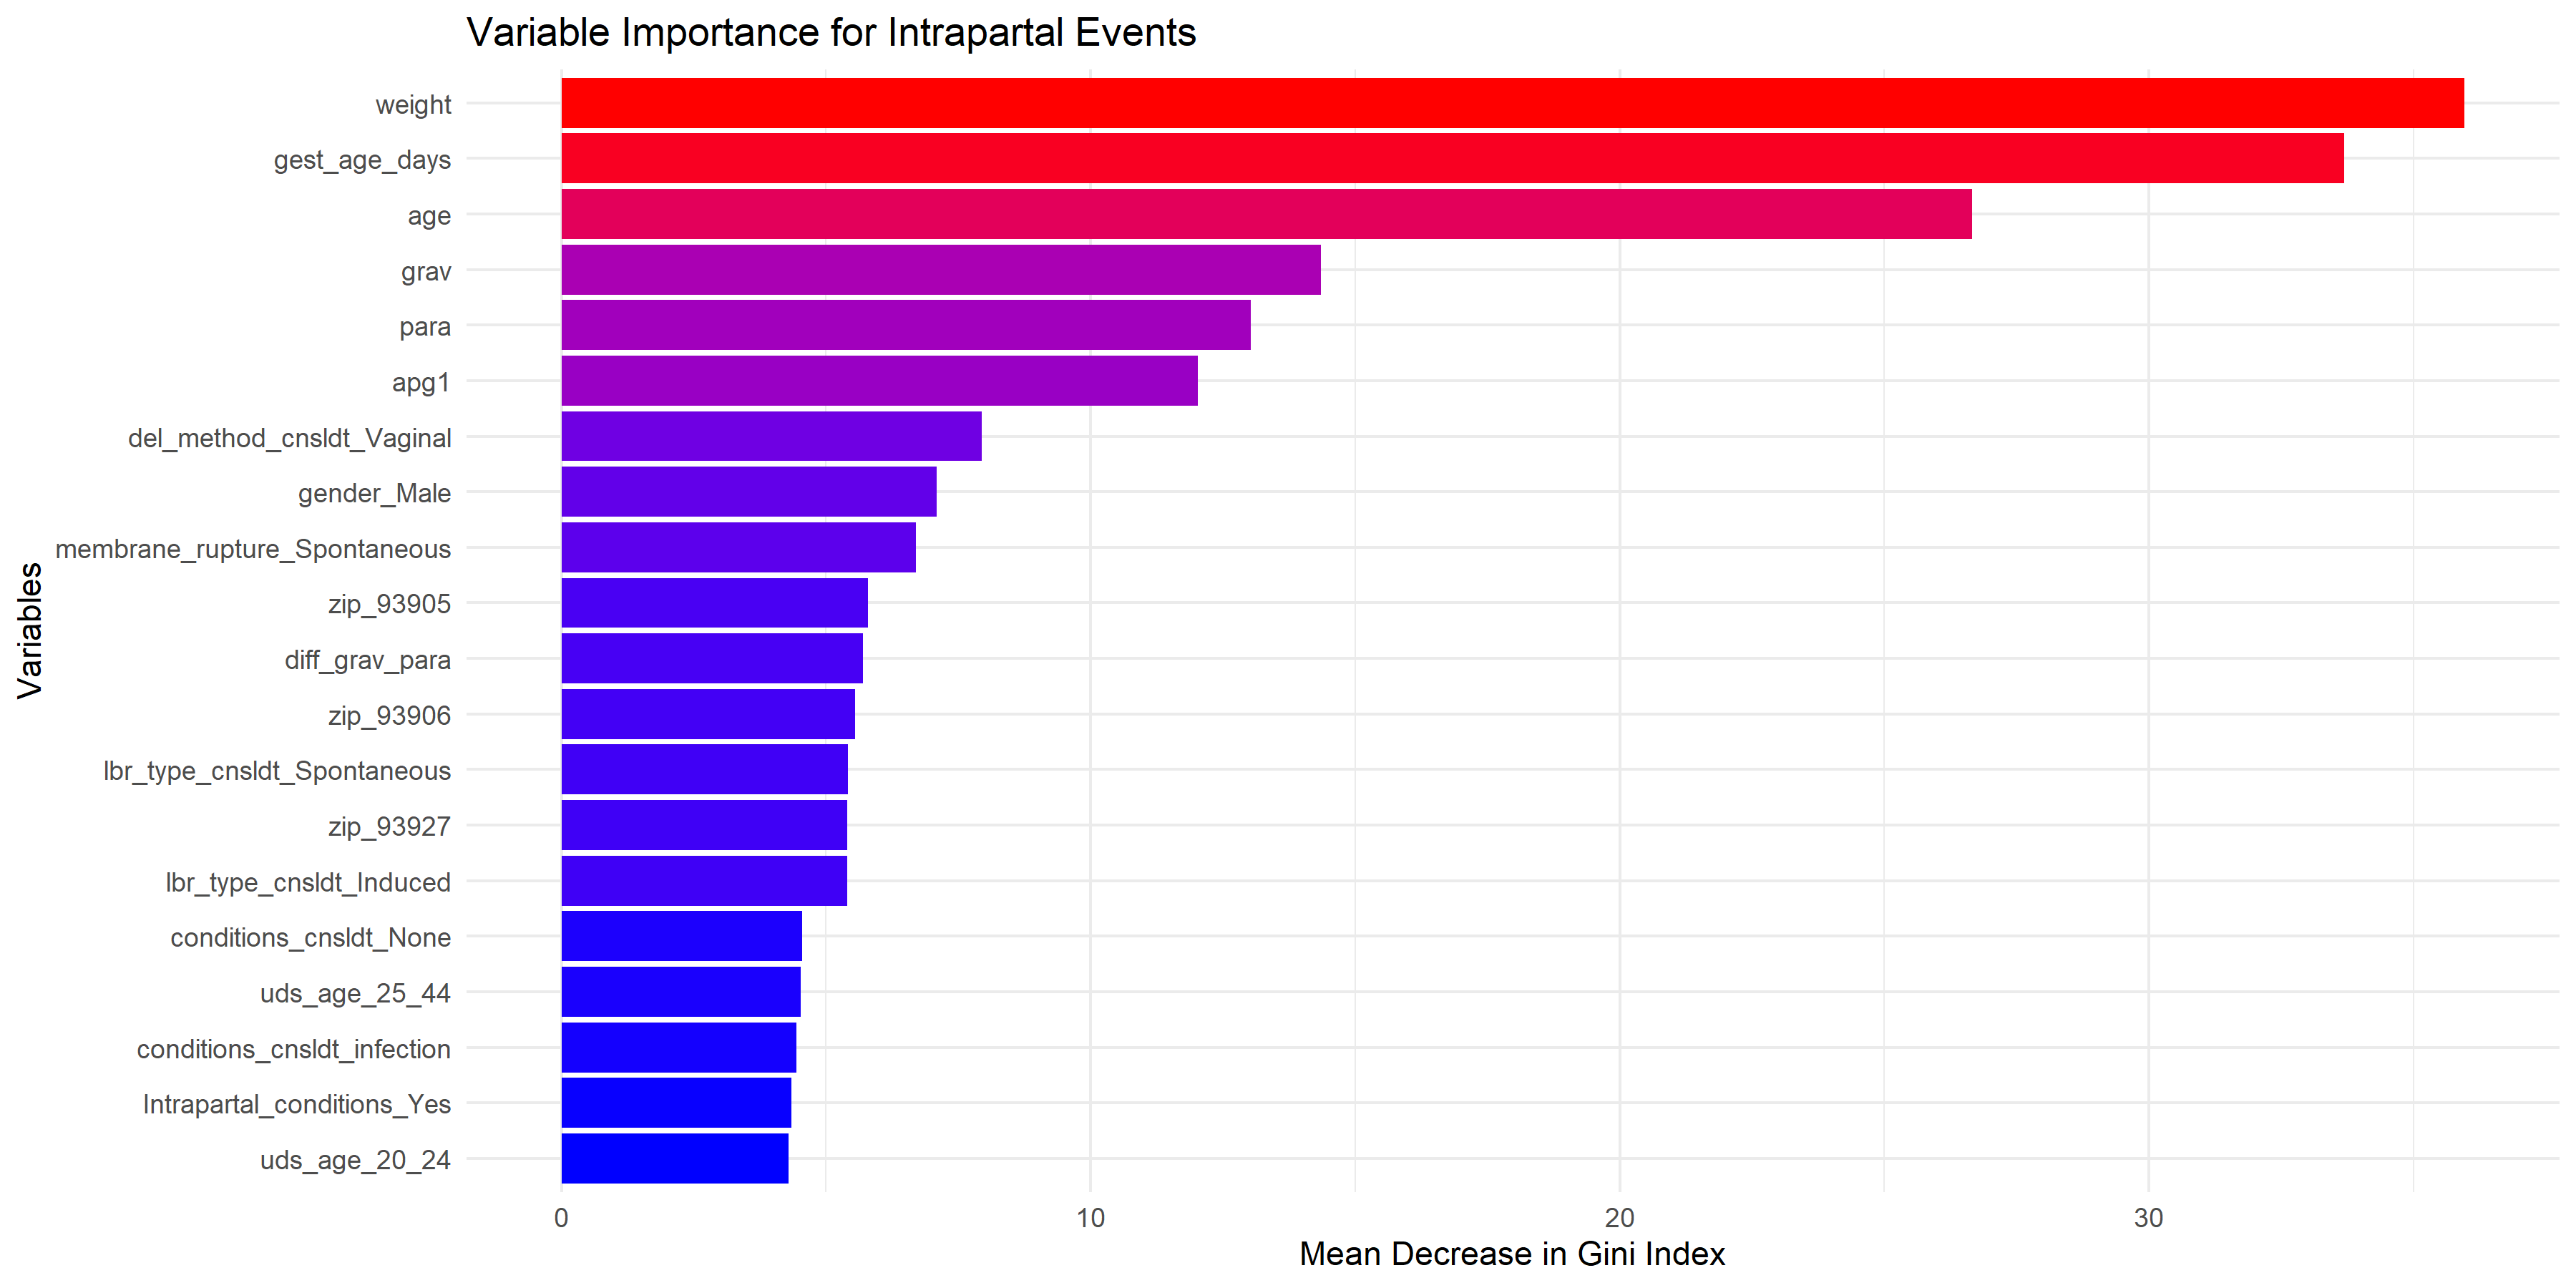 Variable Importance for Intrapartal Events
weight
gest_age_days
age
grav
para
apg1
del_method_cnsldt_Vaginal
gender_Male
membrane_rupture_Spontaneous
zip_93905
diff_grav_para
zip_93906
lbr_type_cnsldt_Spontaneous
zip_93927
lbr_type_cnsldt_Induced
conditions_cnsldt_None
uds_age_25_44
conditions_cnsldt_infection
Intrapartal_conditions_Yes
uds_age_20_24
Variables
0 10 20 30
Mean Decrease in Gini Index